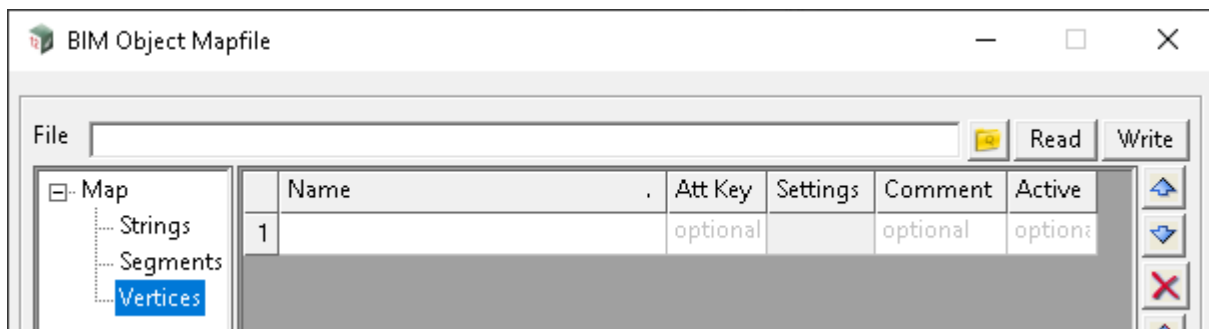 BIM Object Mapfile
File Read Write
Map
Strings
Segments
Vertices
Name Att Key Settings Comment Active
1 optional optional optiona